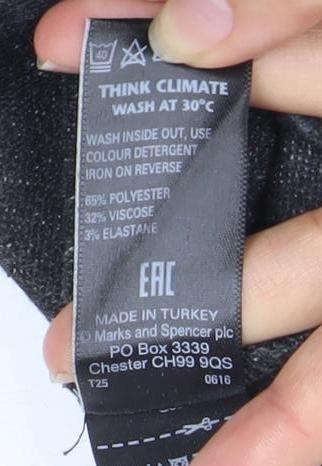 40
THINK CLIMATE
WASH AT 30°C
WASH INSIDE OUT, USE
COLOUR DETERGENT
IRON ON REVERSE
65% POLYESTER
32% VISCOSE
3% ELASTANE
EAC
MADE IN TURKEY
© Marks and Spencer plc
PO Box 3339
Chester CH99 9QS
T25 0616